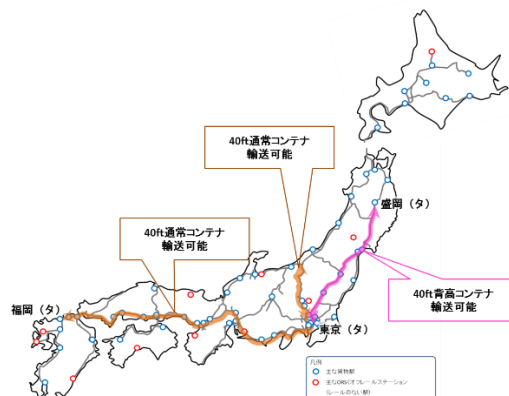 40ft通常コンテナ
輸送可能
盛岡（タ）
40ft通常コンテナ
輸送可能
40ft背高コンテナ
輸送可能
福岡（タ）
東京（タ）
凡例
主な貨物駅
主なORS(オフレールステーション
(レールのない駅)